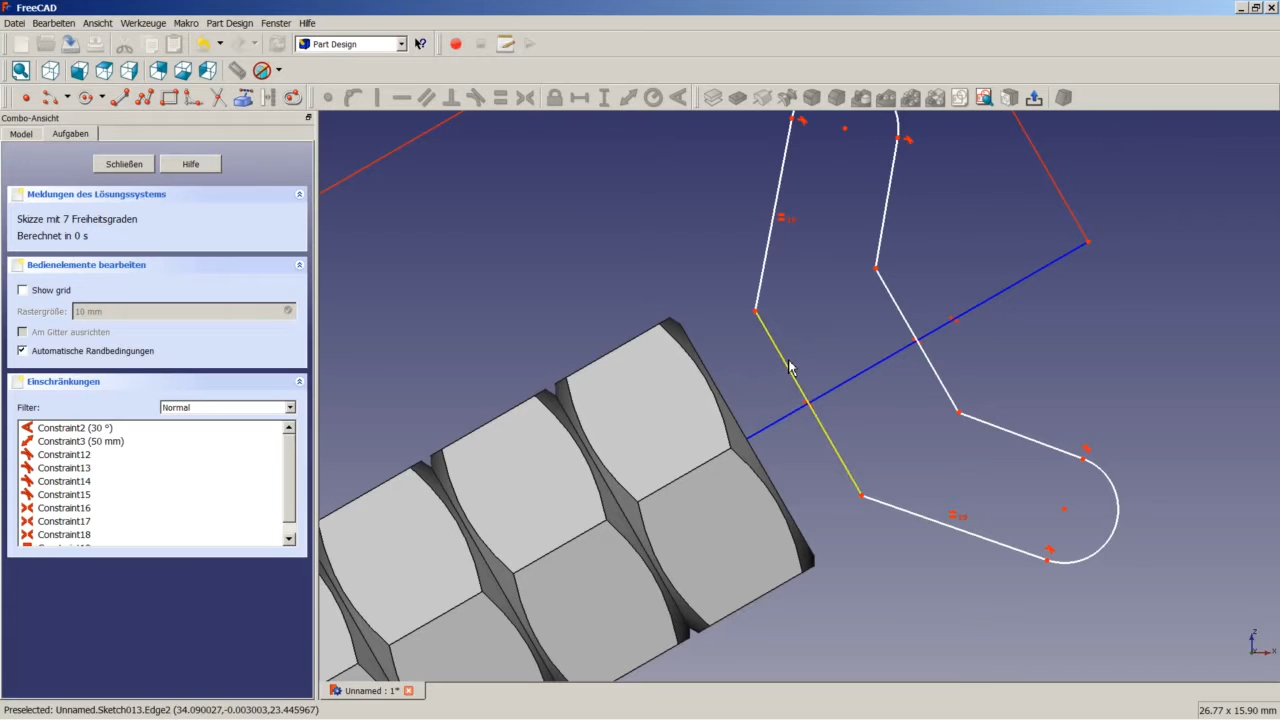 FreeCAD
Datei Bearbeiten Ansicht Werkzeuge Makro Part Design Fenster Hilfe
Part Design
Combo-Ansicht
Model Aufgaben
Schließen Hilfe
Meldungen des Lösungssystems
Skizze mit 7 Freiheitsgraden
Berechnet in 0 s
Bedienelemente bearbeiten
Show grid
Rastergröße: 10 mm
Am Gitter ausrichten
Automatische Randbedingungen
Einschränkungen
Filter: Normal
Constraint2 (30 °)
Constraint3 (50 mm)
Constraint12
Constraint13
Constraint14
Constraint15
Constraint16
Constraint17
Constraint18
Unnamed : 1*
Preselected: Unnamed.Sketch013.Edge2 (34.090027,-0.003003,23.445967)
26.77 x 15.90 mm